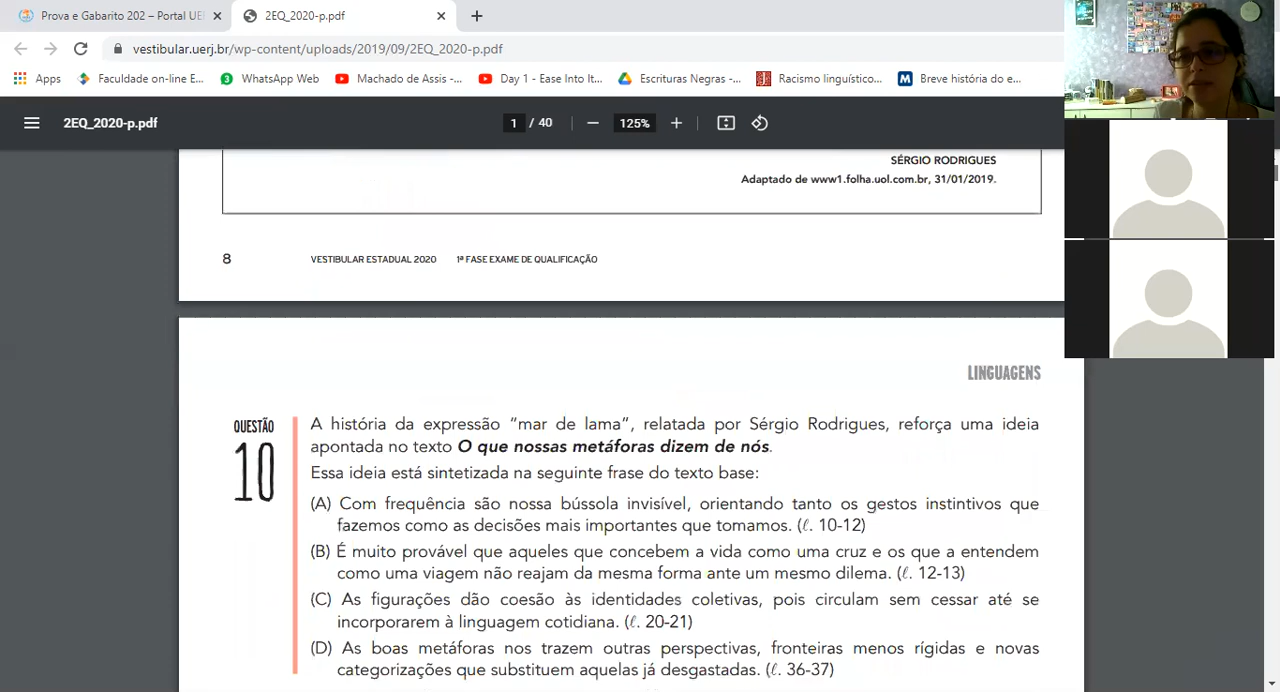 Prova e Gabarito 202 – Portal UEI
2EQ_2020-p.pdf
vestibular.uerj.br/wp-content/uploads/2019/09/2EQ_2020-p.pdf
Apps
Faculdade on-line E...
3 WhatsApp Web
Machado de Assis -...
Day 1 - Ease Into It...
Escrituras Negras -...
Racismo linguístico...
M Breve história do e...
2EQ_2020-p.pdf
1 / 40
125%
SÉRGIO RODRIGUES
Adaptado de www1.folha.uol.com.br, 31/01/2019.
8 VESTIBULAR ESTADUAL 2020 1ª FASE EXAME DE QUALIFICAÇÃO
LINGUAGENS
QUESTÃO
10
A história da expressão “mar de lama”, relatada por Sérgio Rodrigues, reforça uma ideia
apontada no texto O que nossas metáforas dizem de nós.
Essa ideia está sintetizada na seguinte frase do texto base:
(A) Com frequência são nossa bússola invisível, orientando tanto os gestos instintivos que
fazemos como as decisões mais importantes que tomamos. (ℓ. 10-12)
(B) É muito provável que aqueles que concebem a vida como uma cruz e os que a entendem
como uma viagem não reajam da mesma forma ante um mesmo dilema. (ℓ. 12-13)
(C) As figurações dão coesão às identidades coletivas, pois circulam sem cessar até se
incorporarem à linguagem cotidiana. (ℓ. 20-21)
(D) As boas metáforas nos trazem outras perspectivas, fronteiras menos rígidas e novas
categorizações que substituem aquelas já desgastadas. (ℓ. 36-37)